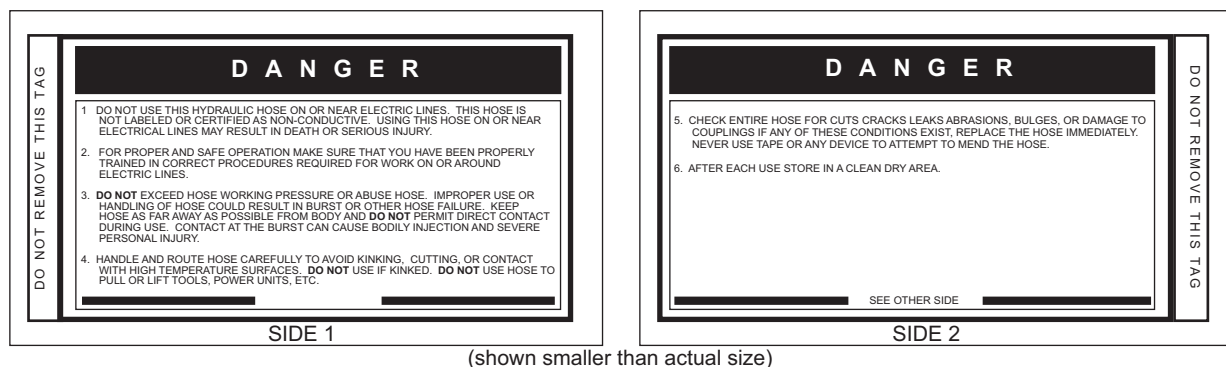 DO NOT REMOVE THIS TAG
D A N G E R
1 DO NOT USE THIS HYDRAULIC HOSE ON OR NEAR ELECTRIC LINES. THIS HOSE IS
NOT LABELED OR CERTIFIED AS NON-CONDUCTIVE. USING THIS HOSE ON OR NEAR
ELECTRICAL LINES MAY RESULT IN DEATH OR SERIOUS INJURY.
2. FOR PROPER AND SAFE OPERATION MAKE SURE THAT YOU HAVE BEEN PROPERLY
TRAINED IN CORRECT PROCEDURES REQUIRED FOR WORK ON OR AROUND
ELECTRIC LINES.
3. DO NOT EXCEED HOSE WORKING PRESSURE OR ABUSE HOSE. IMPROPER USE OR
HANDLING OF HOSE COULD RESULT IN BURST OR OTHER HOSE FAILURE. KEEP
HOSE AS FAR AWAY AS POSSIBLE FROM BODY AND DO NOT PERMIT DIRECT CONTACT
DURING USE. CONTACT AT THE BURST CAN CAUSE BODILY INJECTION AND SEVERE
PERSONAL INJURY.
4. HANDLE AND ROUTE HOSE CAREFULLY TO AVOID KINKING, CUTTING, OR CONTACT
WITH HIGH TEMPERATURE SURFACES. DO NOT USE IF KINKED. DO NOT USE HOSE TO
PULL OR LIFT TOOLS, POWER UNITS, ETC.
SIDE 1
D A N G E R
5. CHECK ENTIRE HOSE FOR CUTS CRACKS LEAKS ABRASIONS, BULGES, OR DAMAGE TO
COUPLINGS IF ANY OF THESE CONDITIONS EXIST, REPLACE THE HOSE IMMEDIATELY.
NEVER USE TAPE OR ANY DEVICE TO ATTEMPT TO MEND THE HOSE.
6. AFTER EACH USE STORE IN A CLEAN DRY AREA.
SEE OTHER SIDE
DO NOT REMOVE THIS TAG
SIDE 2
(shown smaller than actual size)